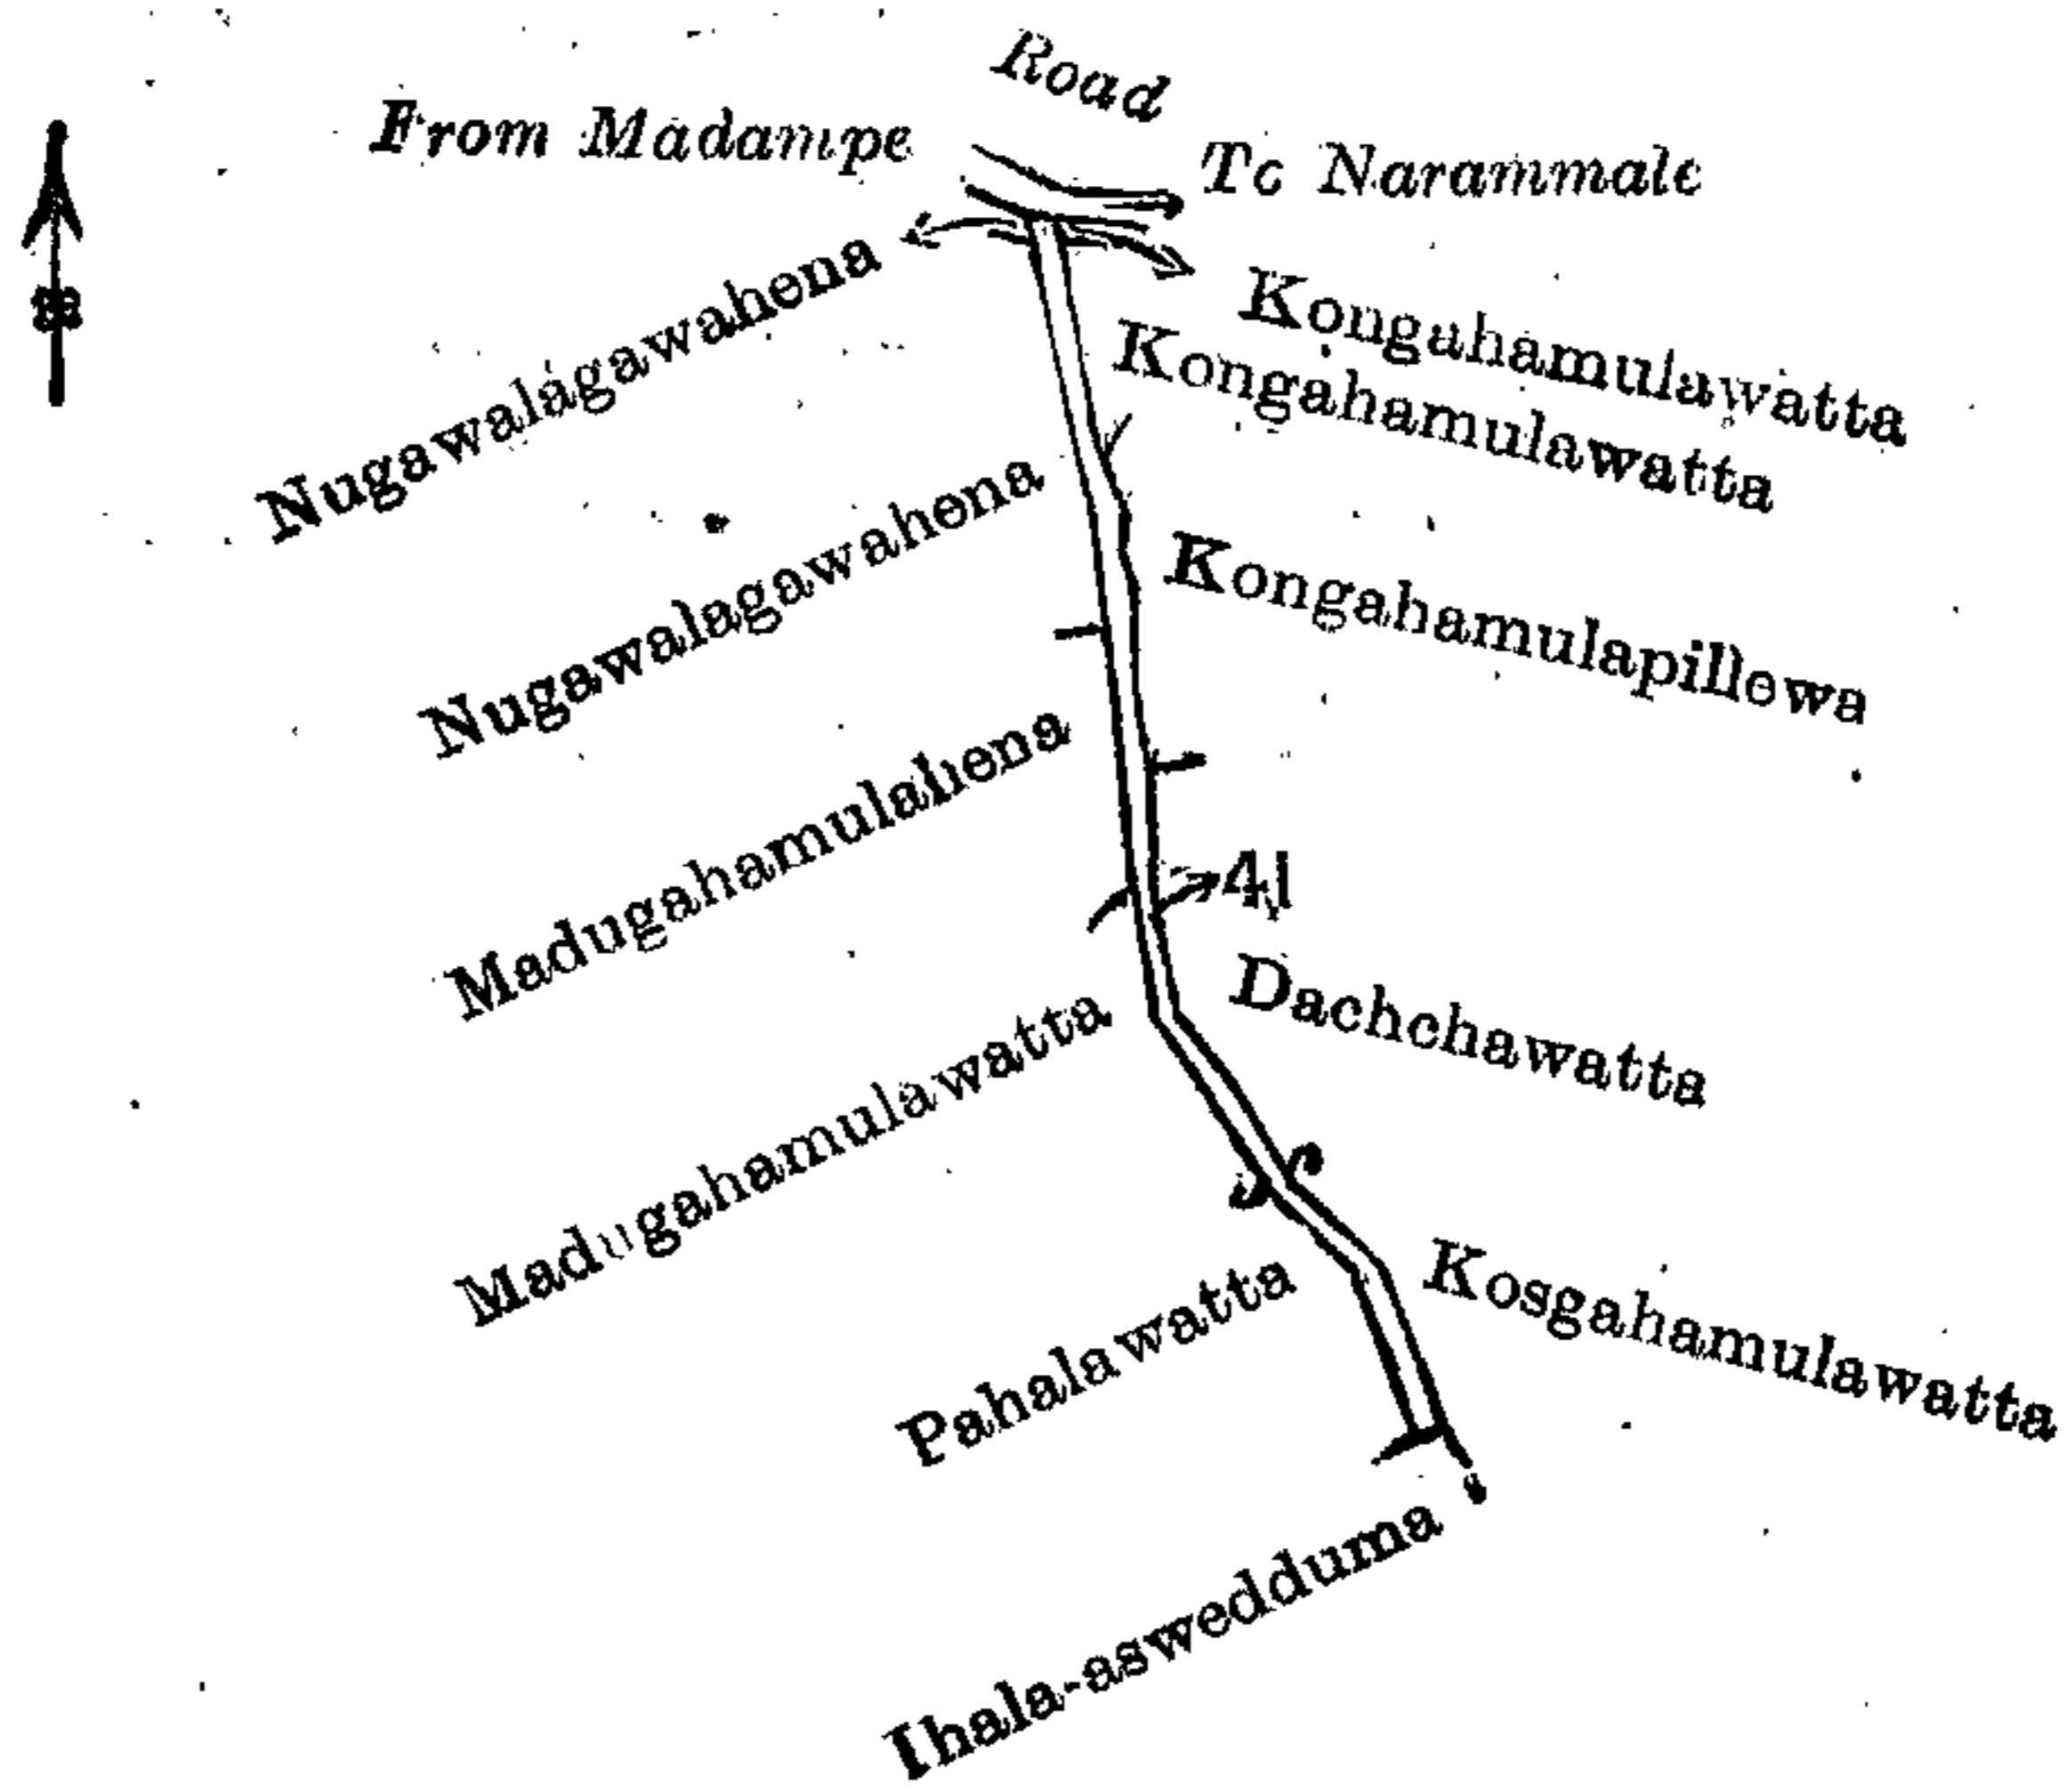 Road
From Madampe
To Narammale
Nugawalagawahena
Kongahamulawatta
Kongahamulawatta
Nugawalagawahena
Kongahamulapillewa
Madugahamulahena
41
Dachchawatta
Madugahamulawatta
Pahalawatta
Kosgahamulawatta
Ihala-aswedduma